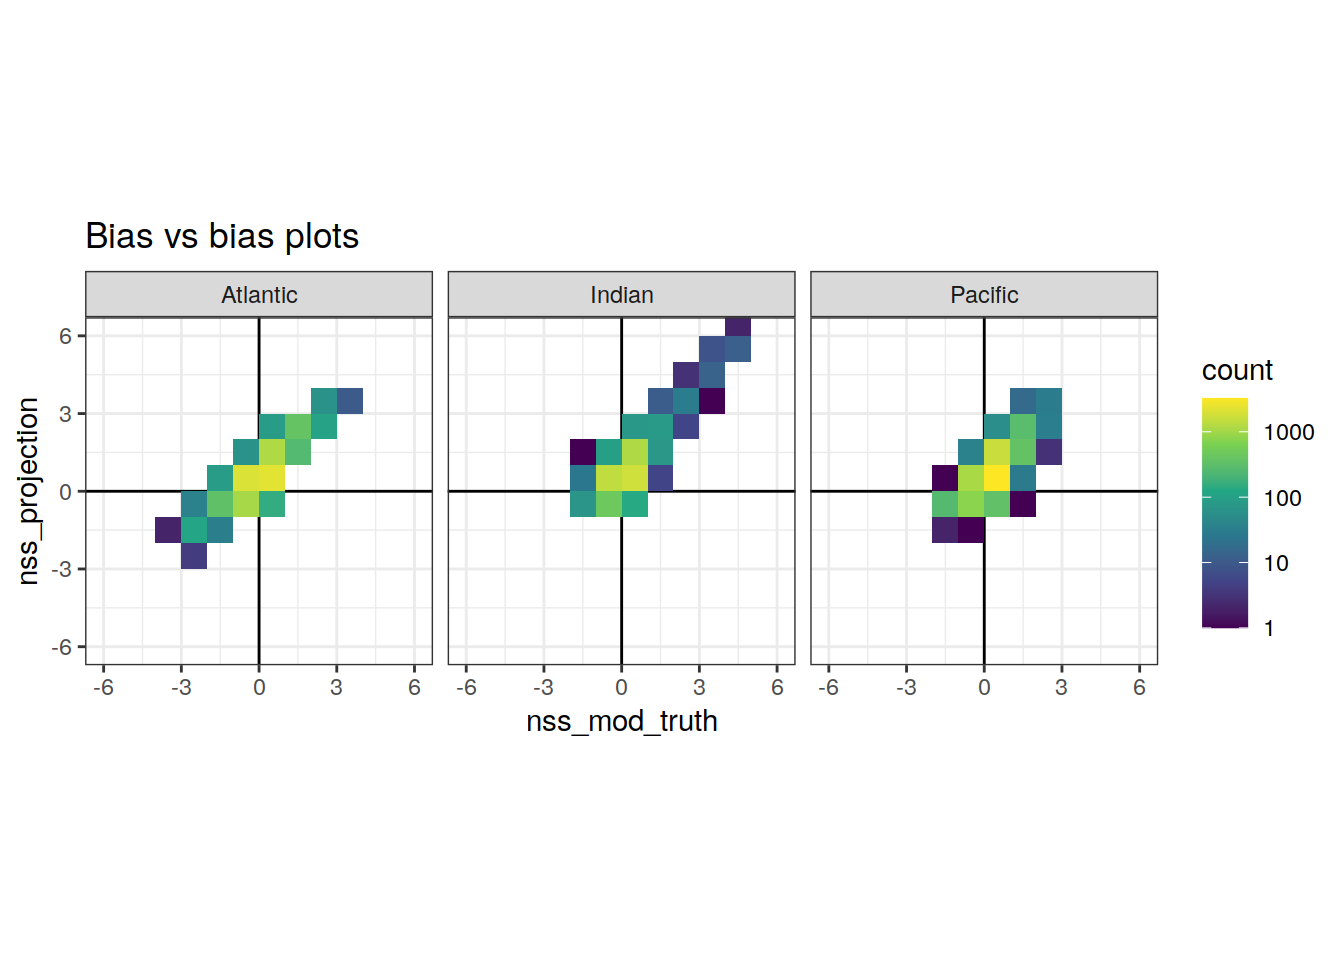 Bias vs bias plots
Atlantic
Indian
Pacific
nss_projection
6
3
0
-3
-6
-6 -3 0 3 6
-6 -3 0 3 6
-6 -3 0 3 6
nss_mod_truth
count
1000
100
10
1